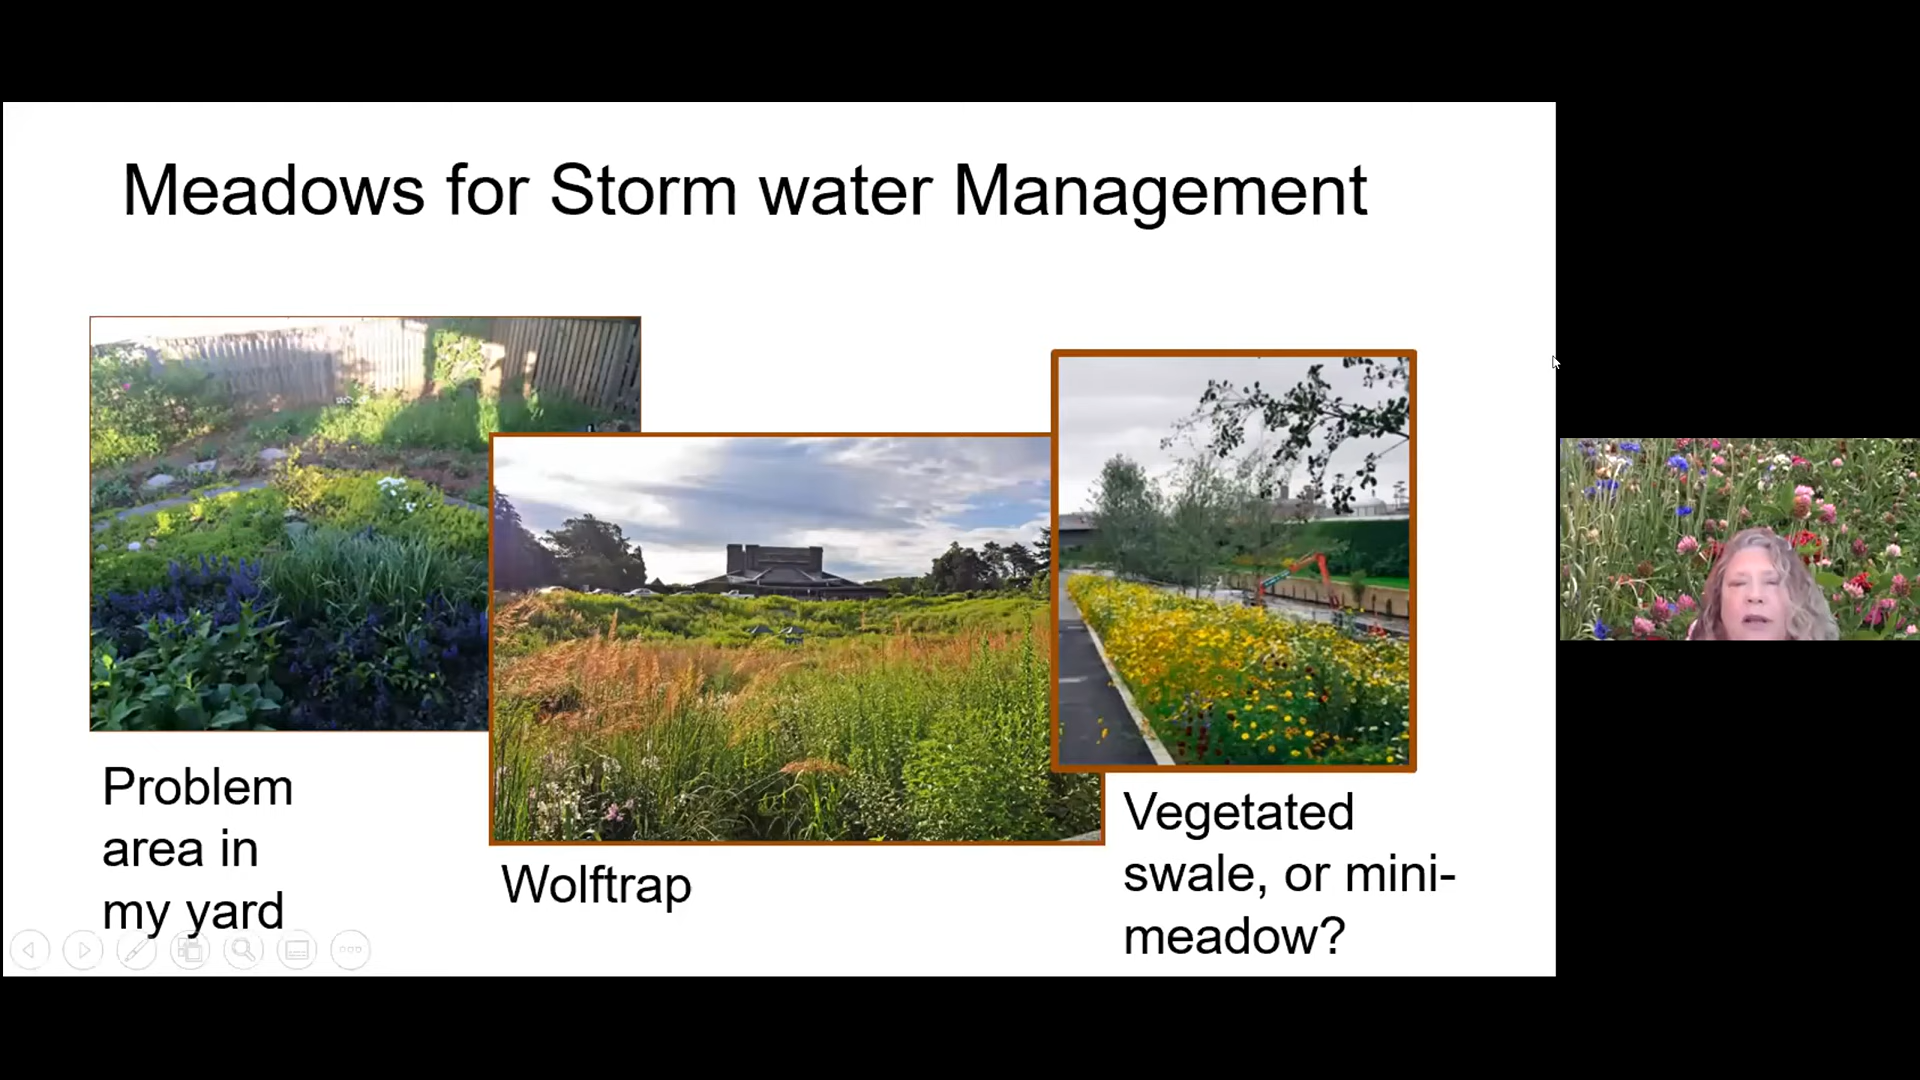 Meadows for Storm water Management
Problem
area in
my yard
Wolftrap
Vegetated
swale, or mini-
meadow?